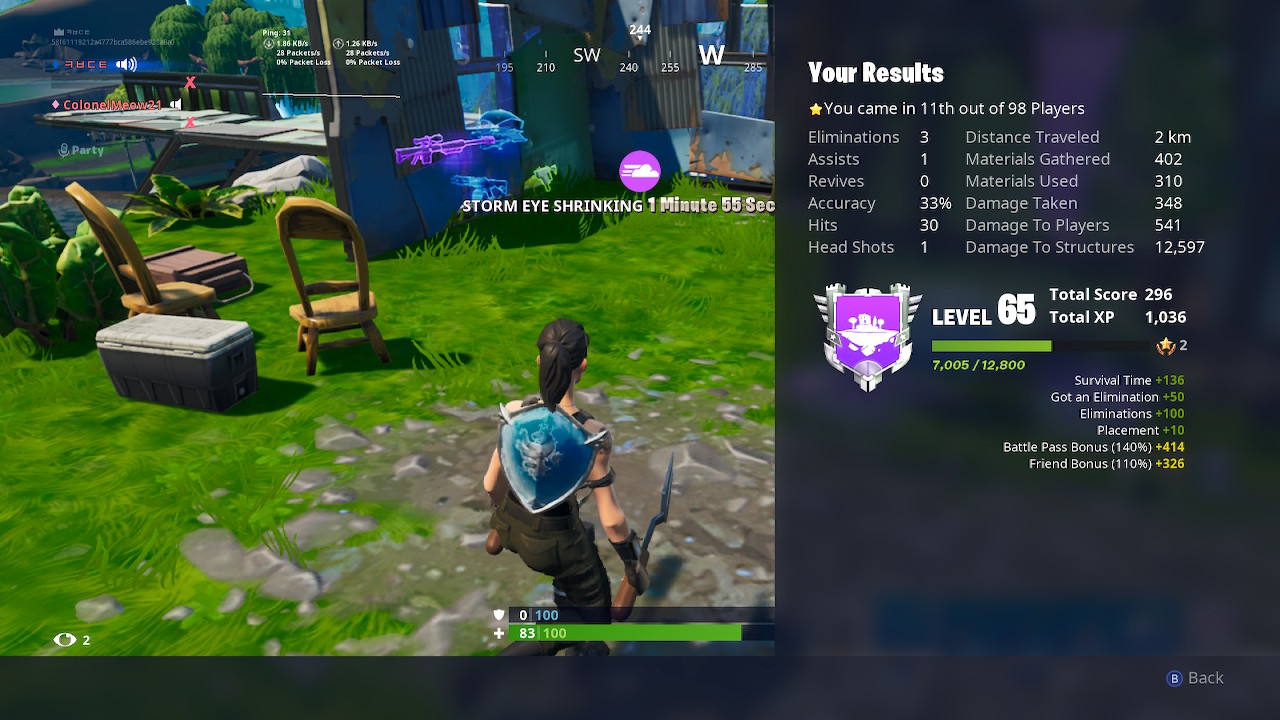 ㅋㅂㄷㅌ
Ping: 31
1.86 KB/s 1.26 KB/s
28 Packets/s 28 Packets/s
0% Packet Loss 0% Packet Loss
ㅋㅂㄷㅌ
X
ColonelMeow21
X
Party
244
195 210 SW 240 255 W 285
STORM EYE SHRINKING 1 Minute 55 Sec
0 100
83 100
2
Your Results
You came in 11th out of 98 Players
Eliminations 3 Distance Traveled 2 km
Assists 1 Materials Gathered 402
Revives 0 Materials Used 310
Accuracy 33% Damage Taken 348
Hits 30 Damage To Players 541
Head Shots 1 Damage To Structures 12,597
LEVEL 65
Total Score 296
Total XP 1,036
2
7,005 / 12,800
Survival Time +136
Got an Elimination +50
Eliminations +100
Placement +10
Battle Pass Bonus (140%) +414
Friend Bonus (110%) +326
B Back